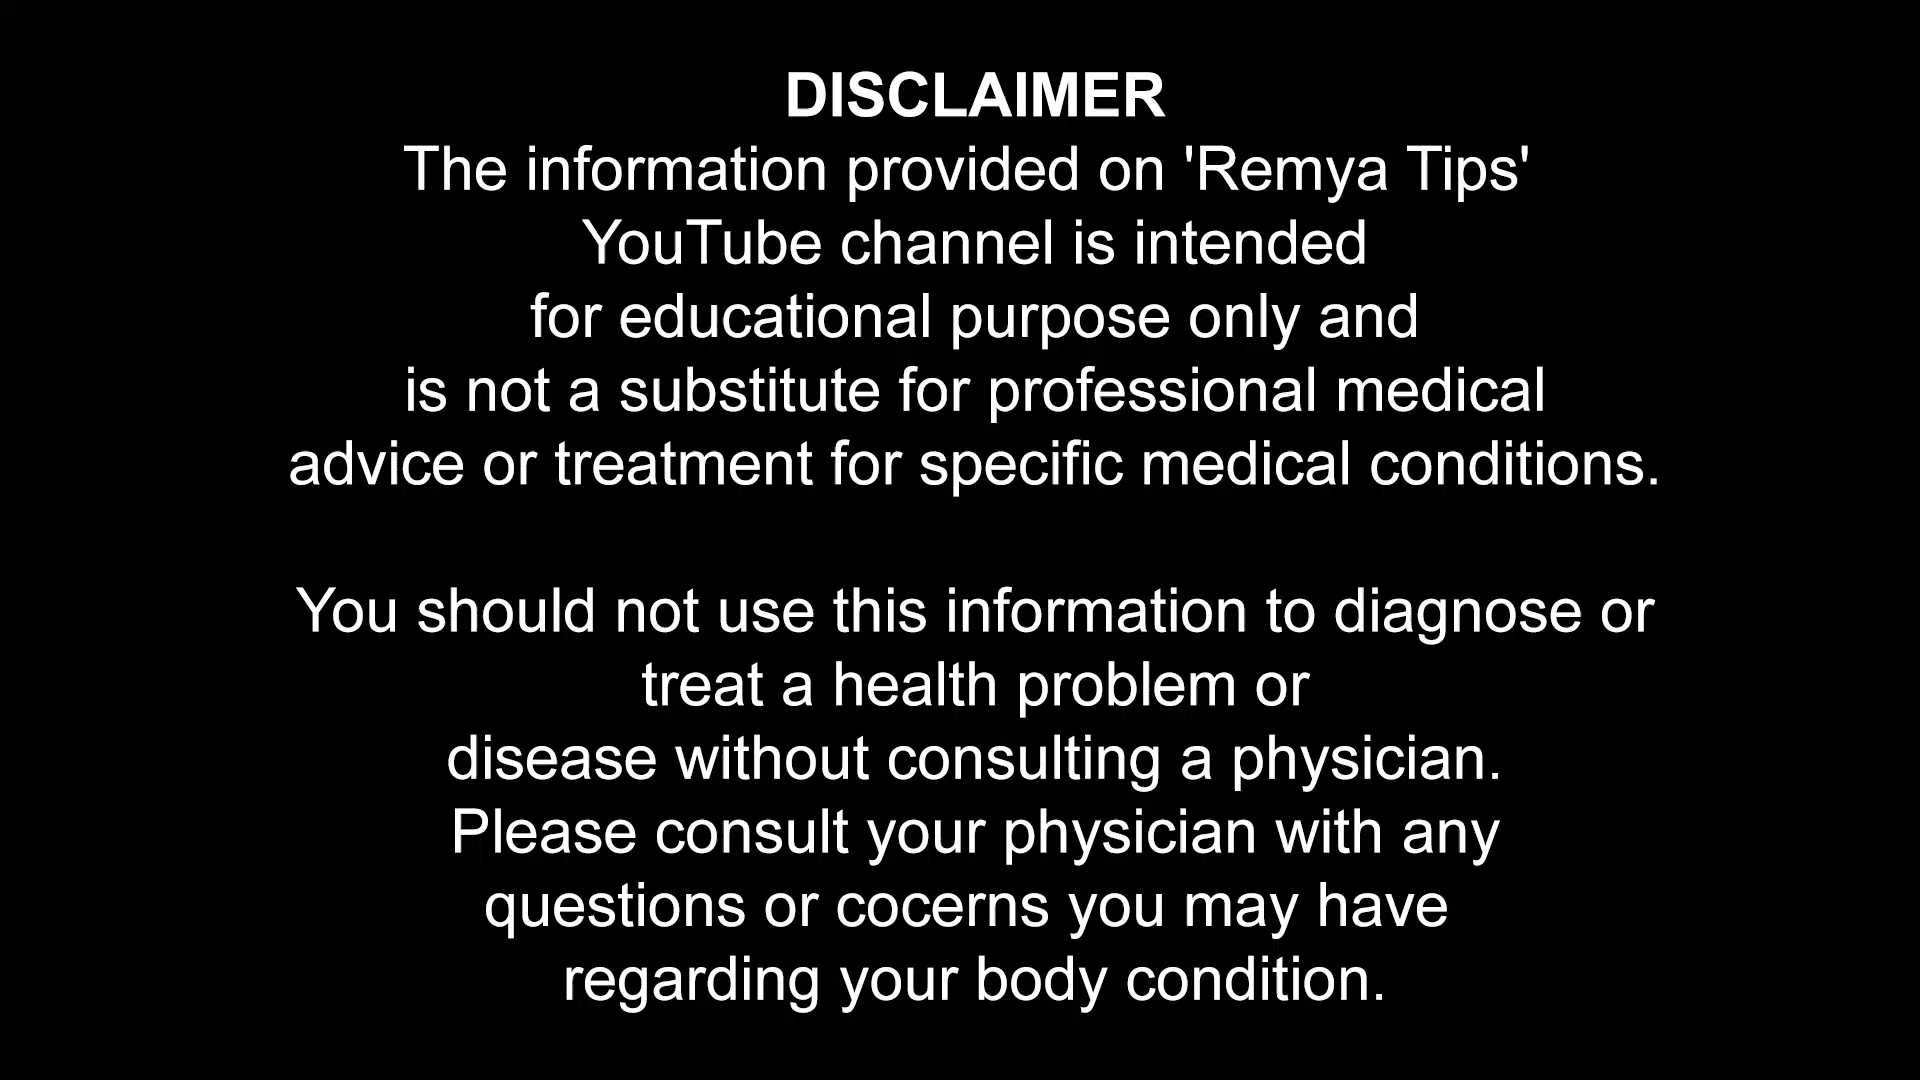 DISCLAIMER
The information provided on 'Remya Tips'
YouTube channel is intended
for educational purpose only and
is not a substitute for professional medical
advice or treatment for specific medical conditions.
You should not use this information to diagnose or
treat a health problem or
disease without consulting a physician.
Please consult your physician with any
questions or cocerns you may have
regarding your body condition.